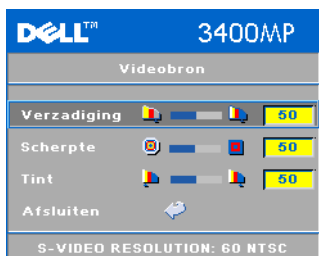 DELL™ 3400MP
Videobron
Verzadiging 50
Scherpte 50
Tint 50
Afsluiten
S-VIDEO RESOLUTION: 60 NTSC